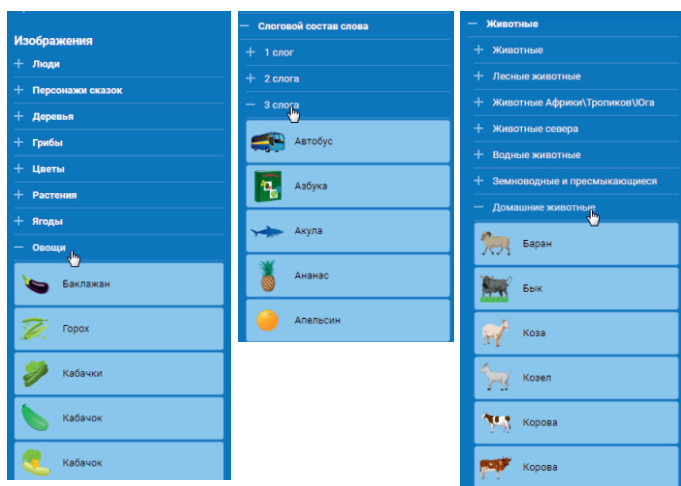 Изображения
Люди
Персонажи сказок
Деревья
Грибы
Цветы
Растения
Ягоды
Овощи
Баклажан
Горох
Кабачки
Кабачок
Кабачок
Слоговой состав слова
1 слог
2 слога
3 слога
Автобус
Азбука
Акула
Ананас
Апельсин
Животные
Животные
Лесные животные
Животные Африки\Тропиков\Юга
Животные севера
Водные животные
Земноводные и пресмыкающиеся
Домашние животные
Баран
Бык
Коза
Козел
Корова
Корова